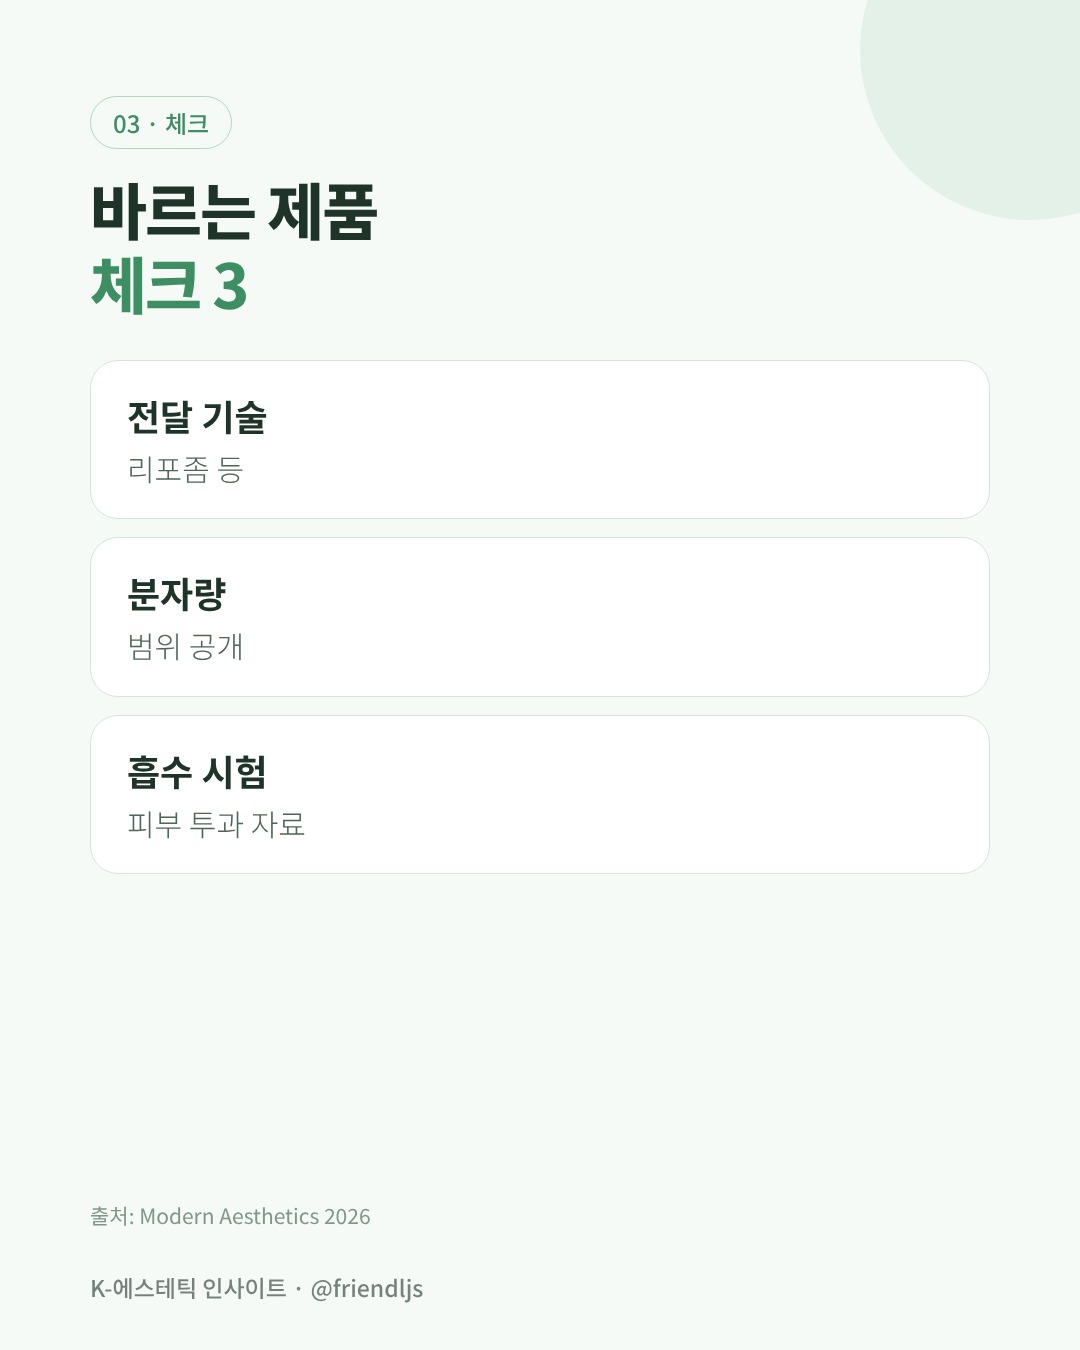 03 · 체크
바르는 제품
체크 3
전달 기술
리포좀 등
분자량
범위 공개
흡수 시험
피부 투과 자료
출처: Modern Aesthetics 2026
K-에스테틱 인사이트 · @friendljs